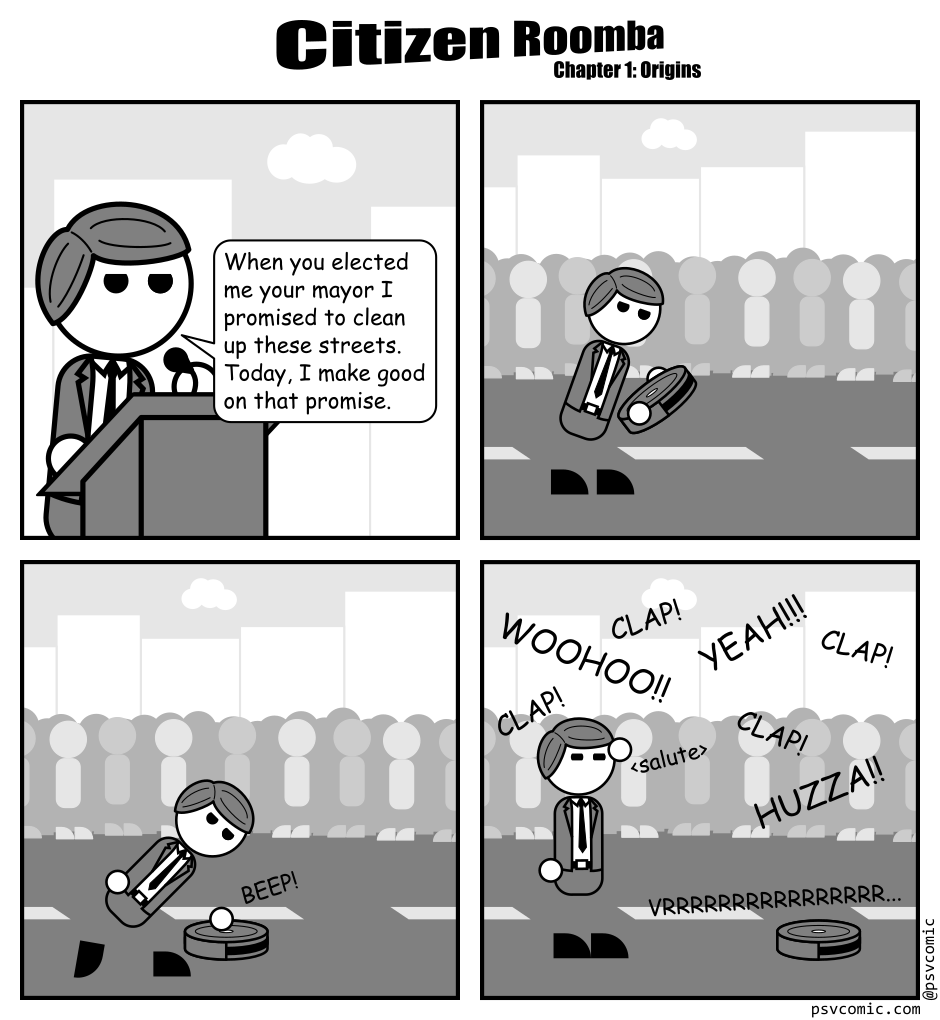 Citizen Roomba
Chapter 1: Origins
When you elected
me your mayor I
promised to clean
up these streets.
Today, I make good
on that promise.
BEEP!
WOOHOO!!
CLAP!
YEAH!!!
CLAP!
CLAP!
<salute>
CLAP!
HUZZA!!
VRRRRRRRRRRRRRRRR...
@psvcomic
psvcomic.com